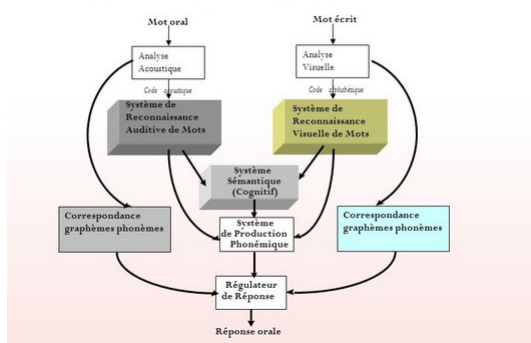 Mot oral
Mot écrit
Analyse
Acoustique
Analyse
Visuelle
Code acoustique
Code alphabétique
Système de
Reconnaissance
Auditive de Mots
Système de
Reconnaissance
Visuelle de Mots
Système
Sémantique
(Cognitif)
Correspondance
graphèmes phonèmes
Système
de Production
Phonémique
Correspondance
graphèmes phonèmes
Régulateur
de Réponse
Réponse orale